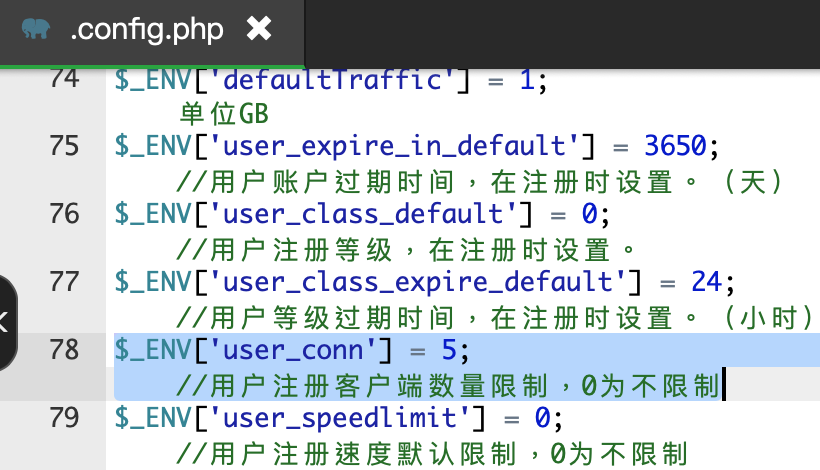 .config.php
74 $_ENV['defaultTraffic'] = 1;
单位GB
75 $_ENV['user_expire_in_default'] = 3650;
//用户账户过期时间，在注册时设置。（天）
76 $_ENV['user_class_default'] = 0;
//用户注册等级，在注册时设置。
77 $_ENV['user_class_expire_default'] = 24;
//用户等级过期时间，在注册时设置。（小时）
78 $_ENV['user_conn'] = 5;
//用户注册客户端数量限制，0为不限制
79 $_ENV['user_speedlimit'] = 0;
//用户注册速度默认限制，0为不限制